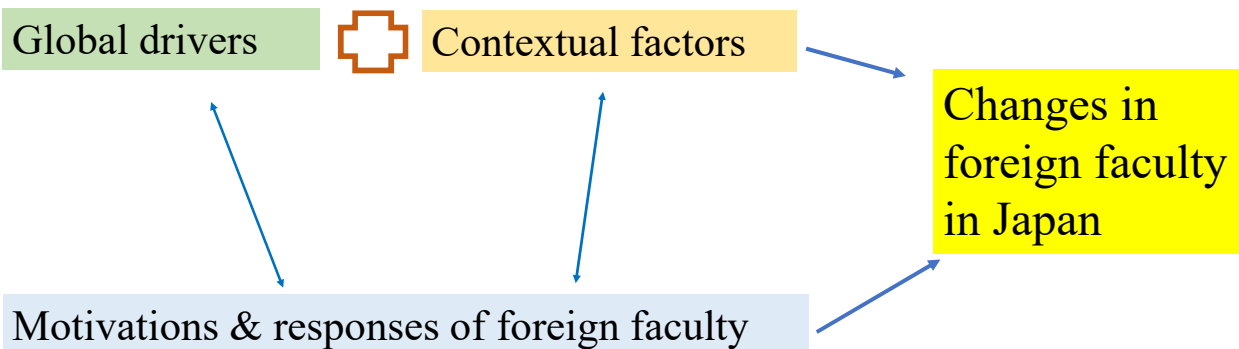 Global drivers
Contextual factors
Changes in
foreign faculty
in Japan
Motivations & responses of foreign faculty